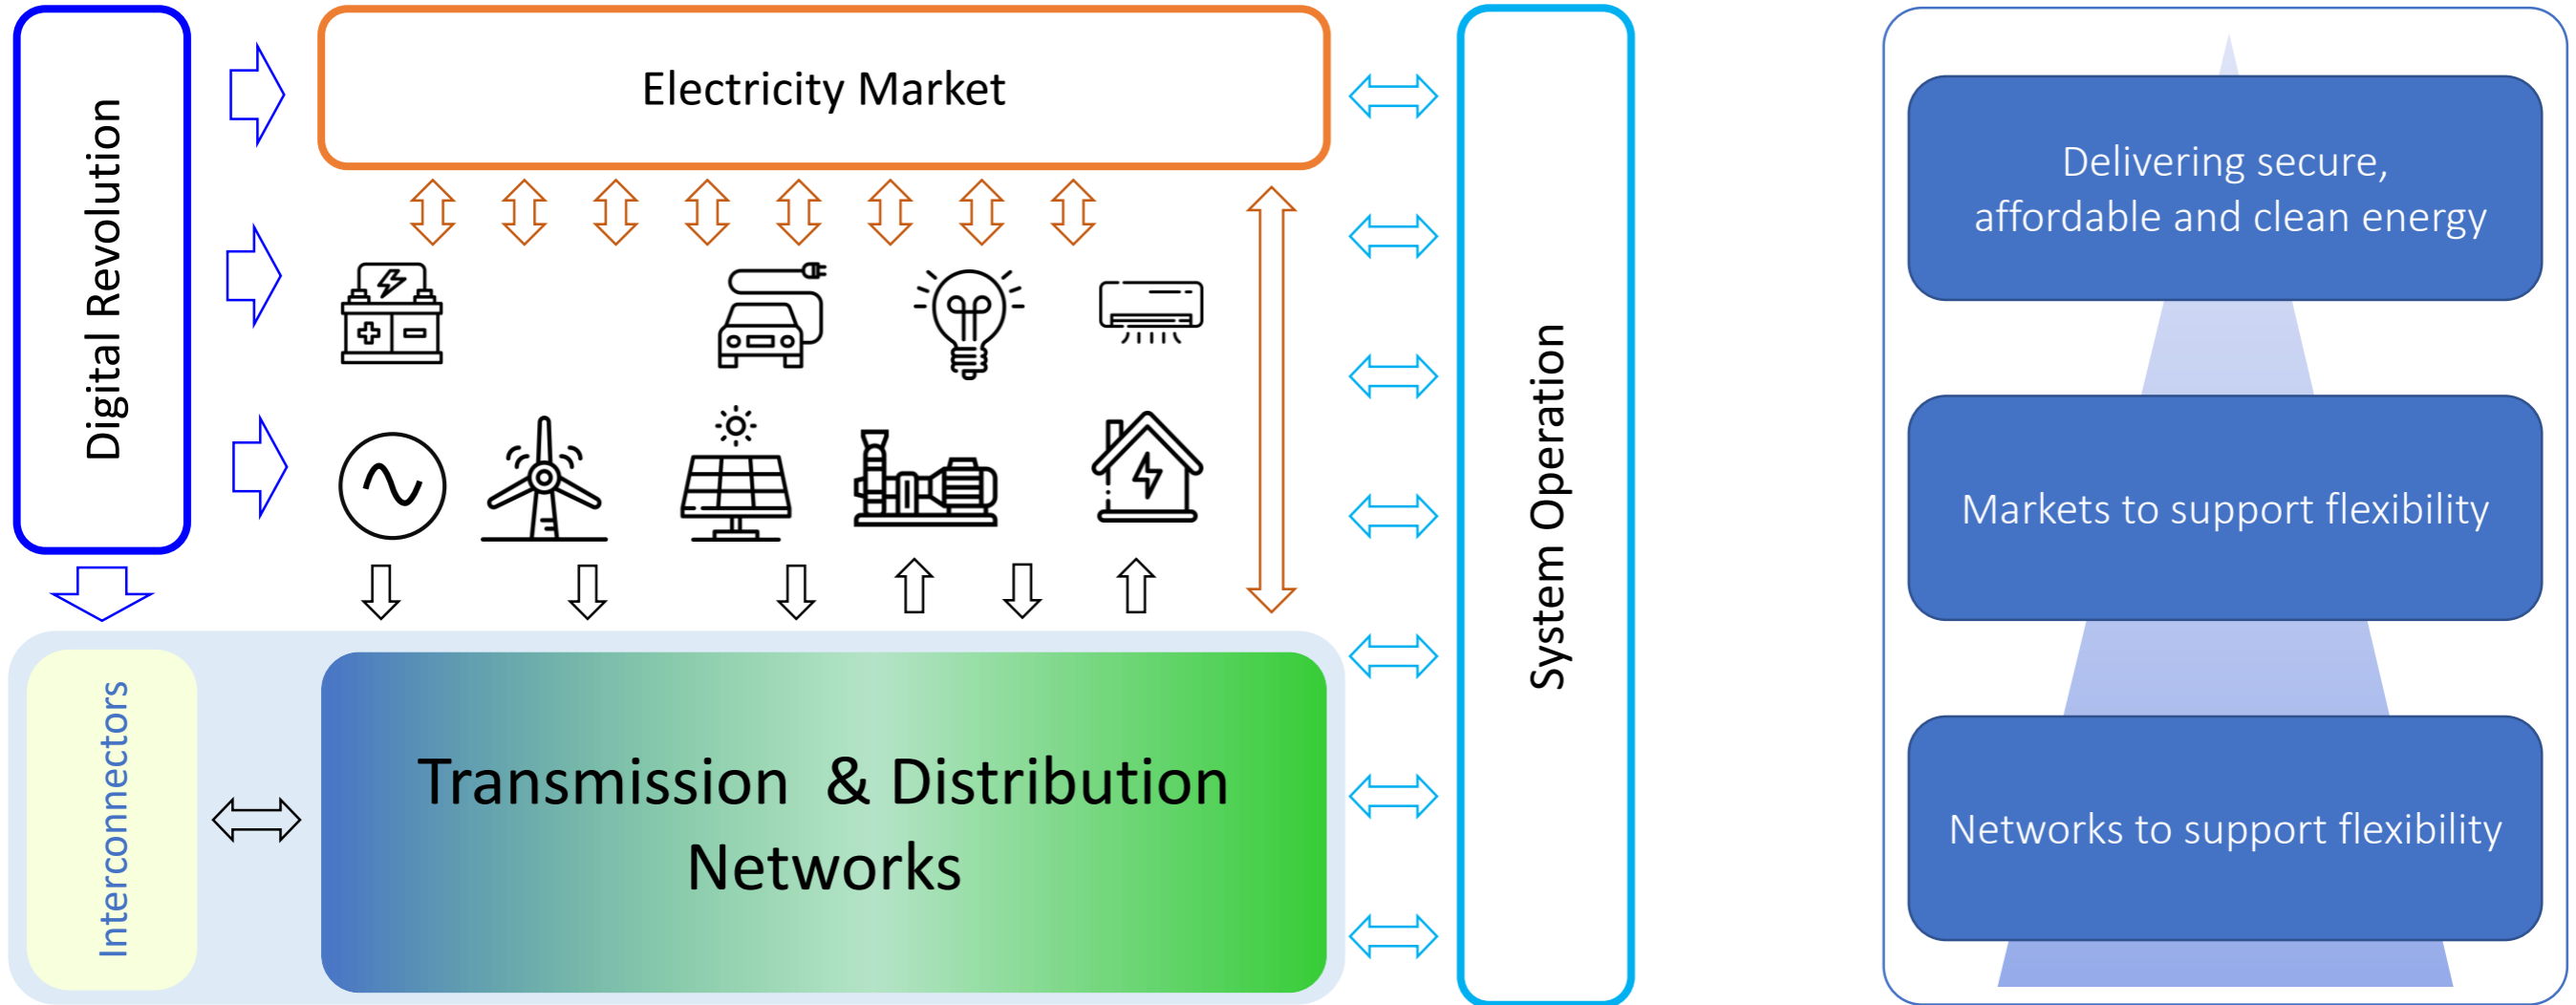 Digital Revolution
Electricity Market
System Operation
Interconnectors
Transmission & Distribution
Networks
Delivering secure,
affordable and clean energy
Markets to support flexibility
Networks to support flexibility